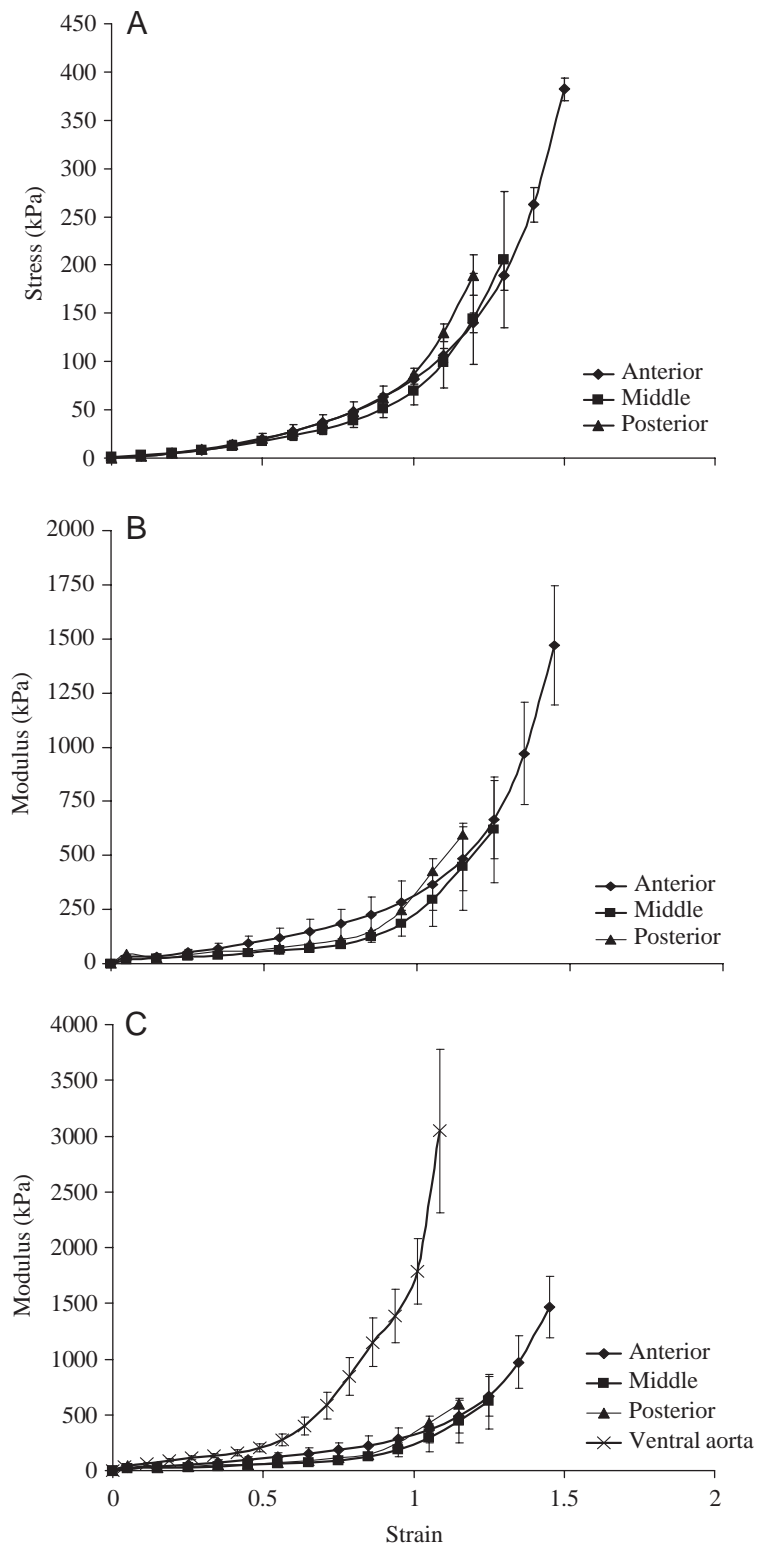 A
450
400
350
300
250
200
150
100
50
0
Stress (kPa)
Anterior
Middle
Posterior
B
2000
1750
1500
1250
1000
750
500
250
0
Modulus (kPa)
Anterior
Middle
Posterior
C
4000
3500
3000
2500
2000
1500
1000
500
0
Modulus (kPa)
Anterior
Middle
Posterior
Ventral aorta
0 0.5 1 1.5 2
Strain